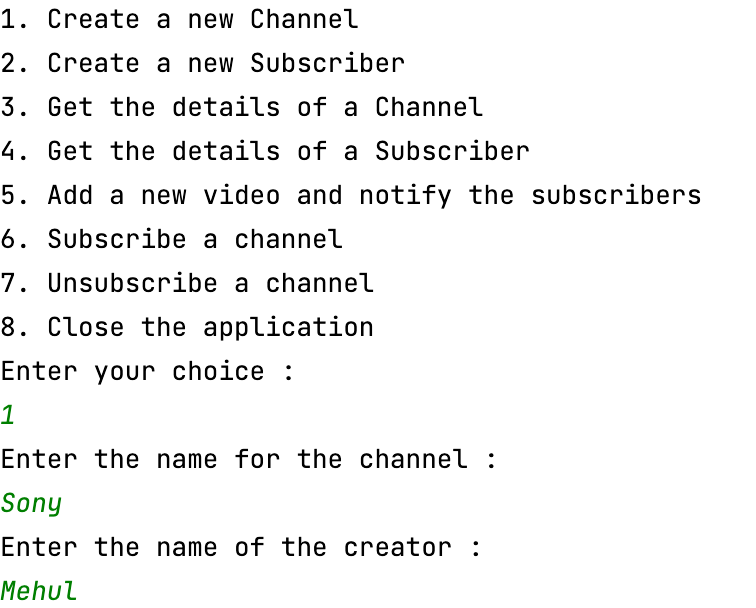 1. Create a new Channel
2. Create a new Subscriber
3. Get the details of a Channel
4. Get the details of a Subscriber
5. Add a new video and notify the subscribers
6. Subscribe a channel
7. Unsubscribe a channel
8. Close the application
Enter your choice :
1
Enter the name for the channel :
Sony
Enter the name of the creator :
Mehul